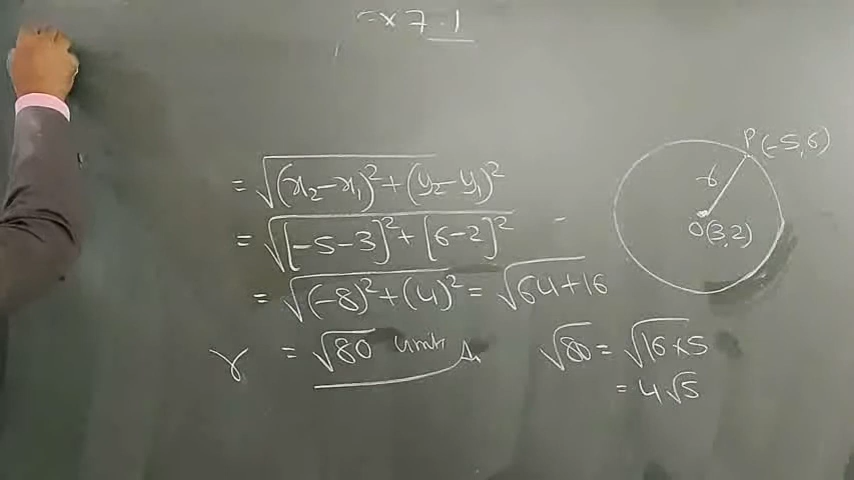 Ex 7.1
= √(x₂-x₁)²+(y₂-y₁)²
= √[-5-3]²+[6-2]²
= √(-8)²+(4)² = √64+16
r = √80 units Ans
√80 = √16×5
= 4√5
P(-5,6)
r
O(3,2)